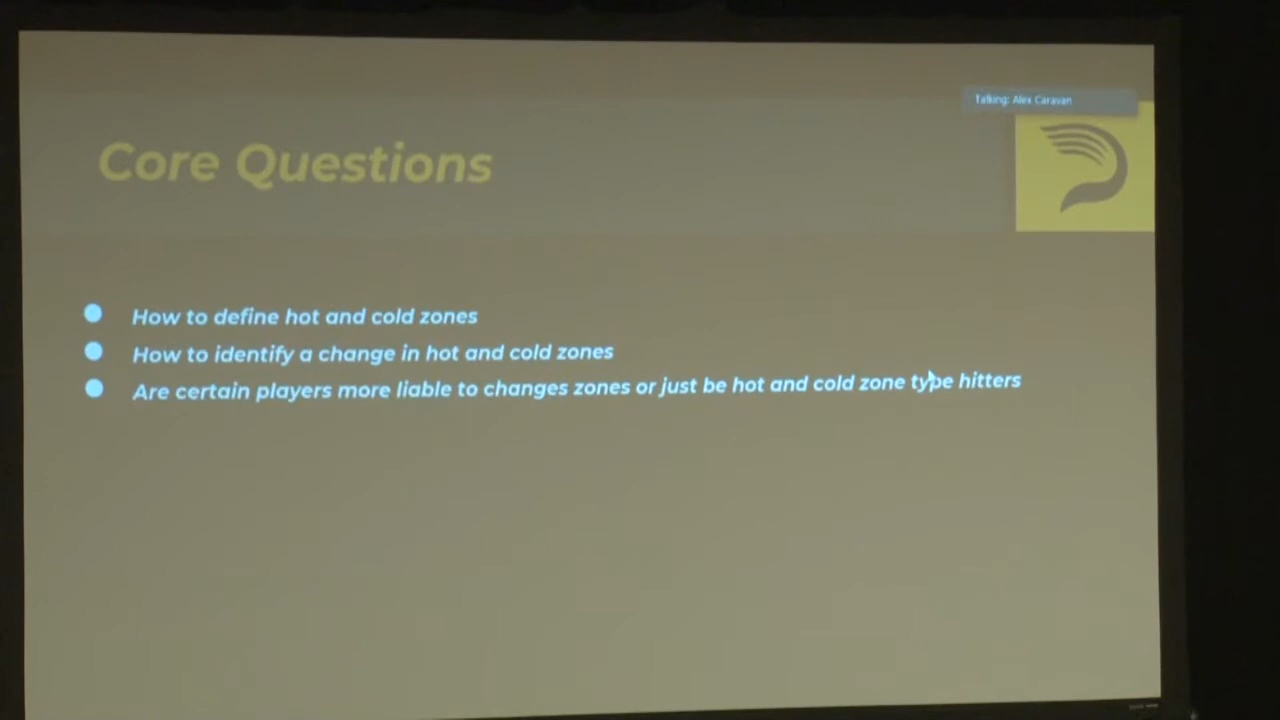 Talking: Alex Caravan
Core Questions
How to define hot and cold zones
How to identify a change in hot and cold zones
Are certain players more liable to changes zones or just be hot and cold zone type hitters